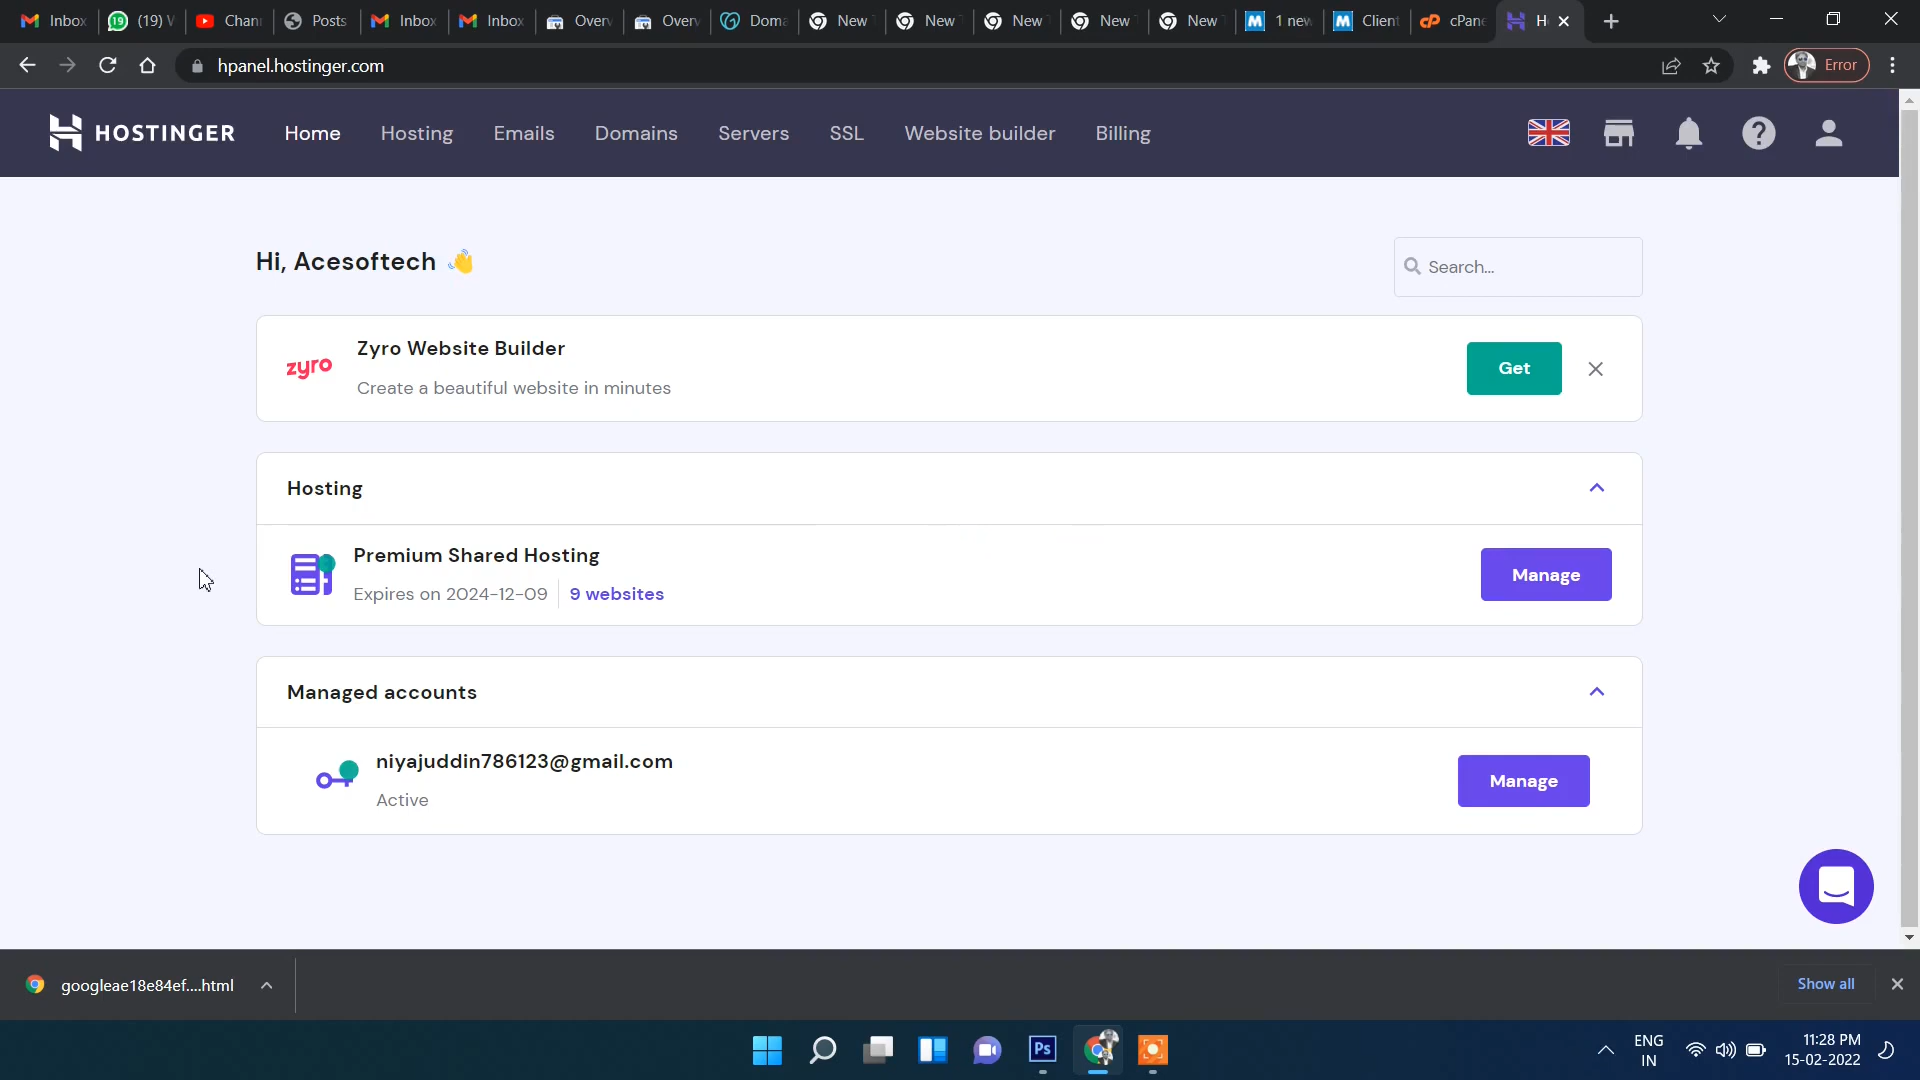 Inbox
(19) V
Chan
Posts
Inbox
Inbox
Overv
Overv
Doma
New T
New T
New T
New T
New T
1 new
Client
cPane
H
hpanel.hostinger.com
Error
HOSTINGER
Home
Hosting
Emails
Domains
Servers
SSL
Website builder
Billing
Hi, Acesoftech
Search...
zyro
Zyro Website Builder
Create a beautiful website in minutes
Get
Hosting
Premium Shared Hosting
Expires on 2024-12-09
9 websites
Manage
Managed accounts
niyajuddin786123@gmail.com
Active
Manage
googleae18e84ef....html
Show all
Ps
ENG
IN
11:28 PM
15-02-2022